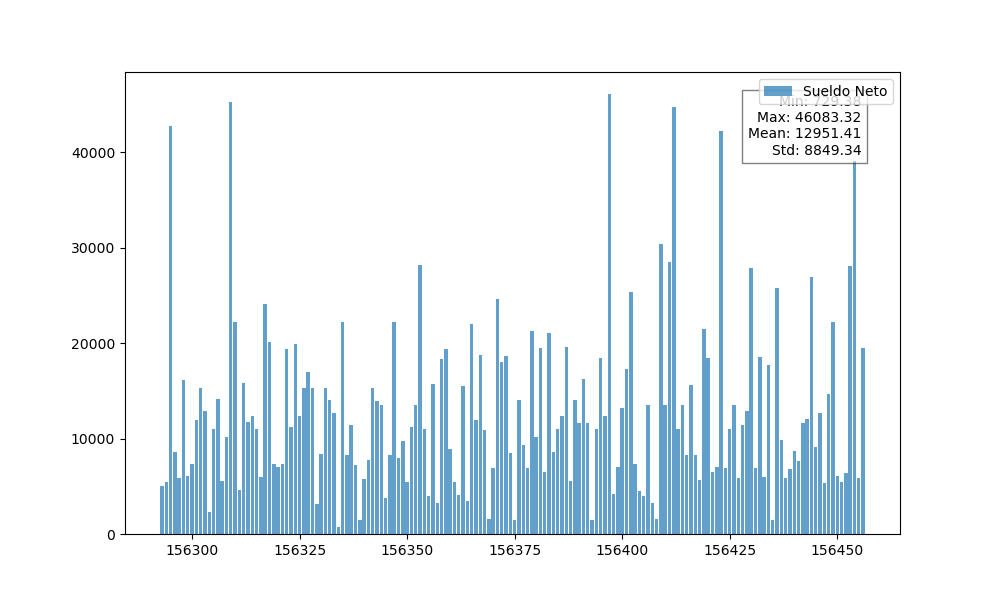 Sueldo Neto
Min: 729.38
Max: 46083.32
Mean: 12951.41
Std: 8849.34
40000
30000
20000
10000
0
156300 156325 156350 156375 156400 156425 156450